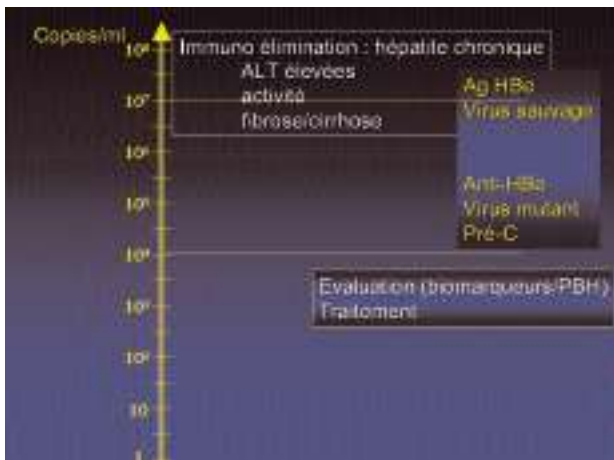 Copies/ml
10⁸
Immuno élimination : hépatite chronique
ALT élevées
activité
fibrose/cirrhose
10⁷
Ag HBe
Virus sauvage
10⁶
10⁵
Anti-HBe
Virus mutant
Pré-C
10⁴
10³
Evaluation (biomarqueurs/PBH)
Traitement
10²
10
1